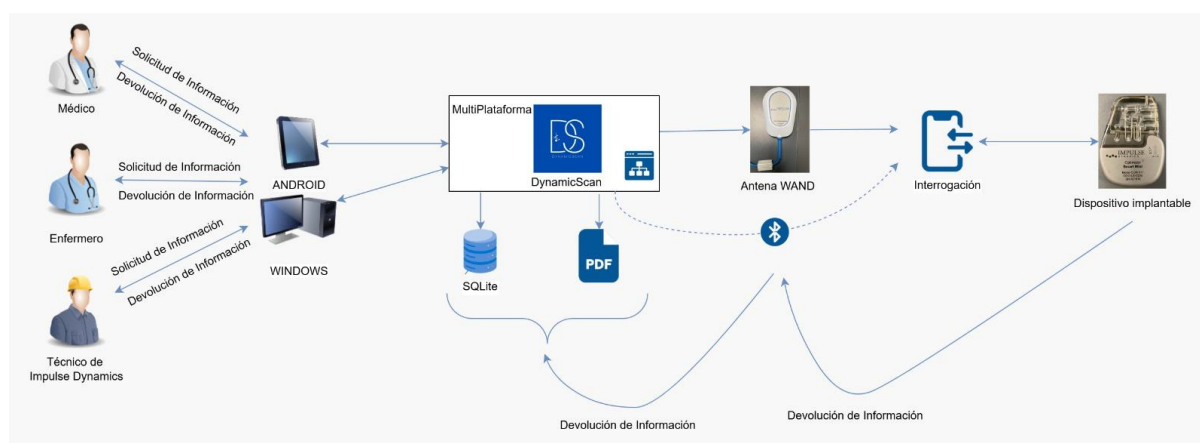 Médico
Solicitud de Información
Devolución de Información
Enfermero
Solicitud de Información
Devolución de Información
Técnico de
Impulse Dynamics
Solicitud de Información
Devolución de Información
ANDROID
WINDOWS
MultiPlataforma
DS
DynamicScan
SQLite
PDF
Antena WAND
Interrogación
IMPULSE
Dispositivo implantable
Devolución de Información
Devolución de Información